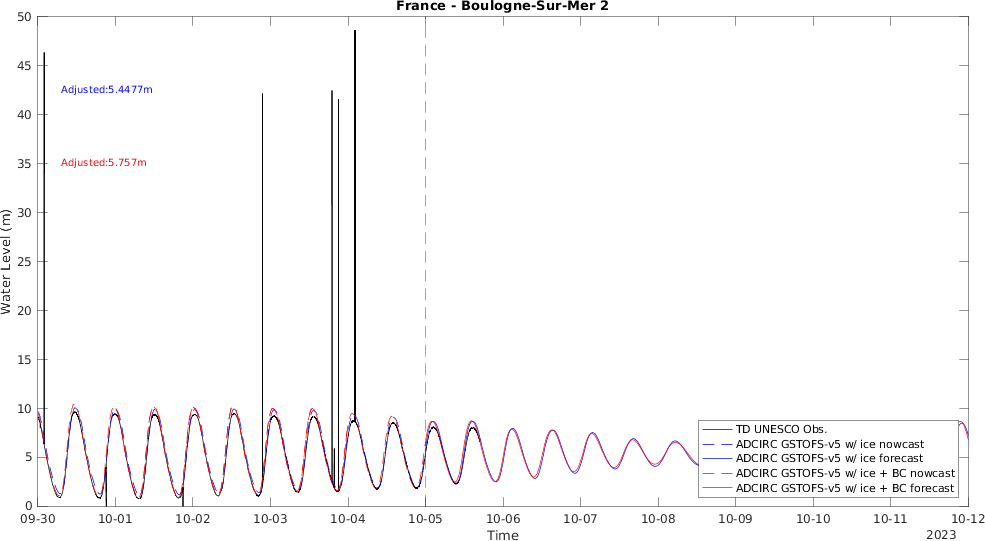 France - Boulogne-Sur-Mer 2
50
45
40
35
30
25
20
15
10
5
0
Water Level (m)
Adjusted:5.4477m
Adjusted:5.757m
TD UNESCO Obs.
ADCIRC GSTOFS-v5 w/ ice nowcast
ADCIRC GSTOFS-v5 w/ ice forecast
ADCIRC GSTOFS-v5 w/ ice + BC nowcast
ADCIRC GSTOFS-v5 w/ ice + BC forecast
09-30 10-01 10-02 10-03 10-04 10-05 10-06 10-07 10-08 10-09 10-10 10-11 10-12
Time
2023